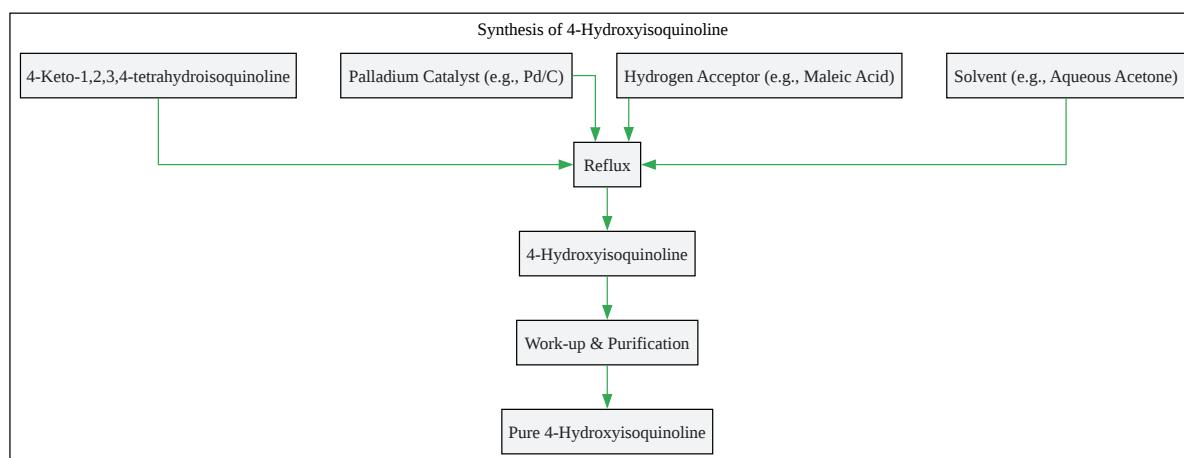 Synthesis of 4-Hydroxyisoquinoline
4-Keto-1,2,3,4-tetrahydroisoquinoline
Palladium Catalyst (e.g., Pd/C)
Hydrogen Acceptor (e.g., Maleic Acid)
Solvent (e.g., Aqueous Acetone)
Reflux
4-Hydroxyisoquinoline
Work-up & Purification
Pure 4-Hydroxyisoquinoline